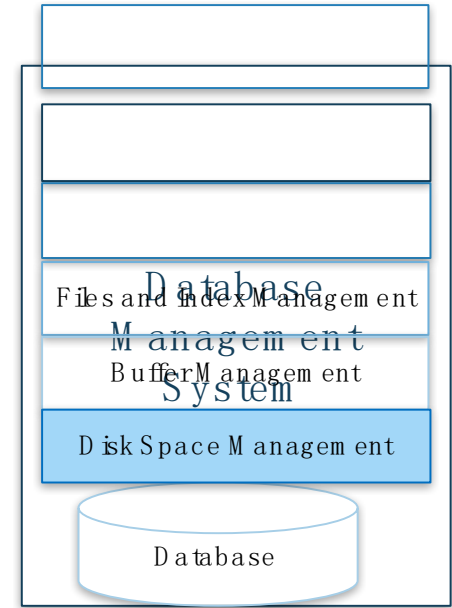 Database
Management
System
Files and Index Management
Buffer Management
Disk Space Management
Database